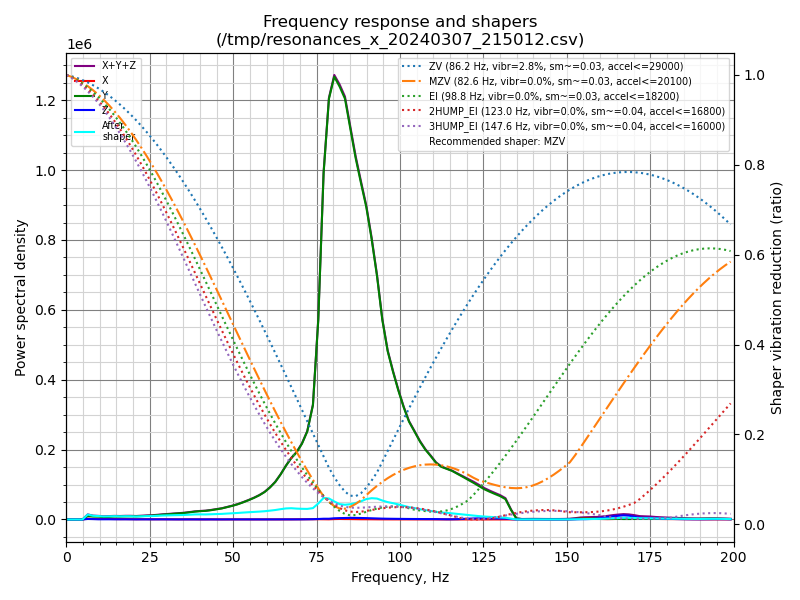 Frequency response and shapers
(/tmp/resonances_x_20240307_215012.csv)
1e6
X+Y+Z
X
Y
Z
After
shaper
ZV (86.2 Hz, vibr=2.8%, sm~=0.03, accel<=29000)
MZV (82.6 Hz, vibr=0.0%, sm~=0.03, accel<=20100)
EI (98.8 Hz, vibr=0.0%, sm~=0.03, accel<=18200)
2HUMP_EI (123.0 Hz, vibr=0.0%, sm~=0.04, accel<=16800)
3HUMP_EI (147.6 Hz, vibr=0.0%, sm~=0.04, accel<=16000)
Recommended shaper: MZV
Power spectral density
1.2
1.0
0.8
0.6
0.4
0.2
0.0
1.0
0.8
0.6
0.4
0.2
0.0
Shaper vibration reduction (ratio)
0 25 50 75 100 125 150 175 200
Frequency, Hz